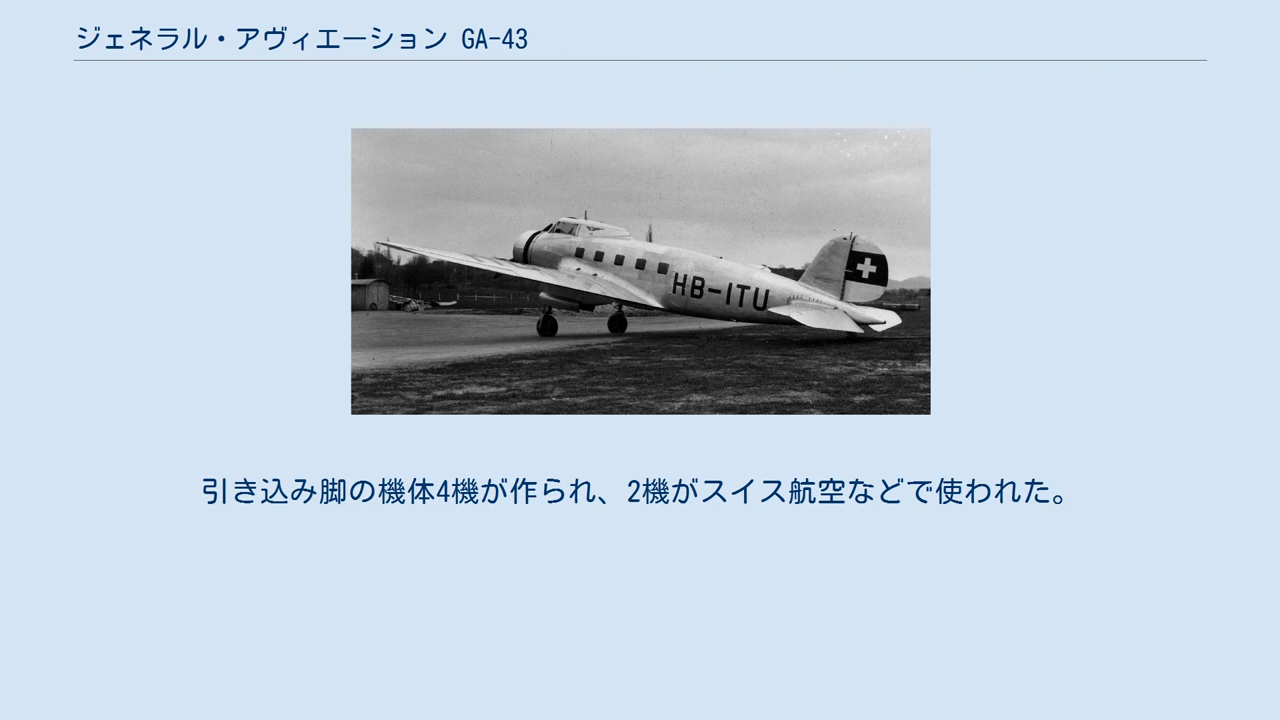 ジェネラル・アヴィエーション GA-43
HB-ITU
引き込み脚の機体4機が作られ、2機がスイス航空などで使われた。